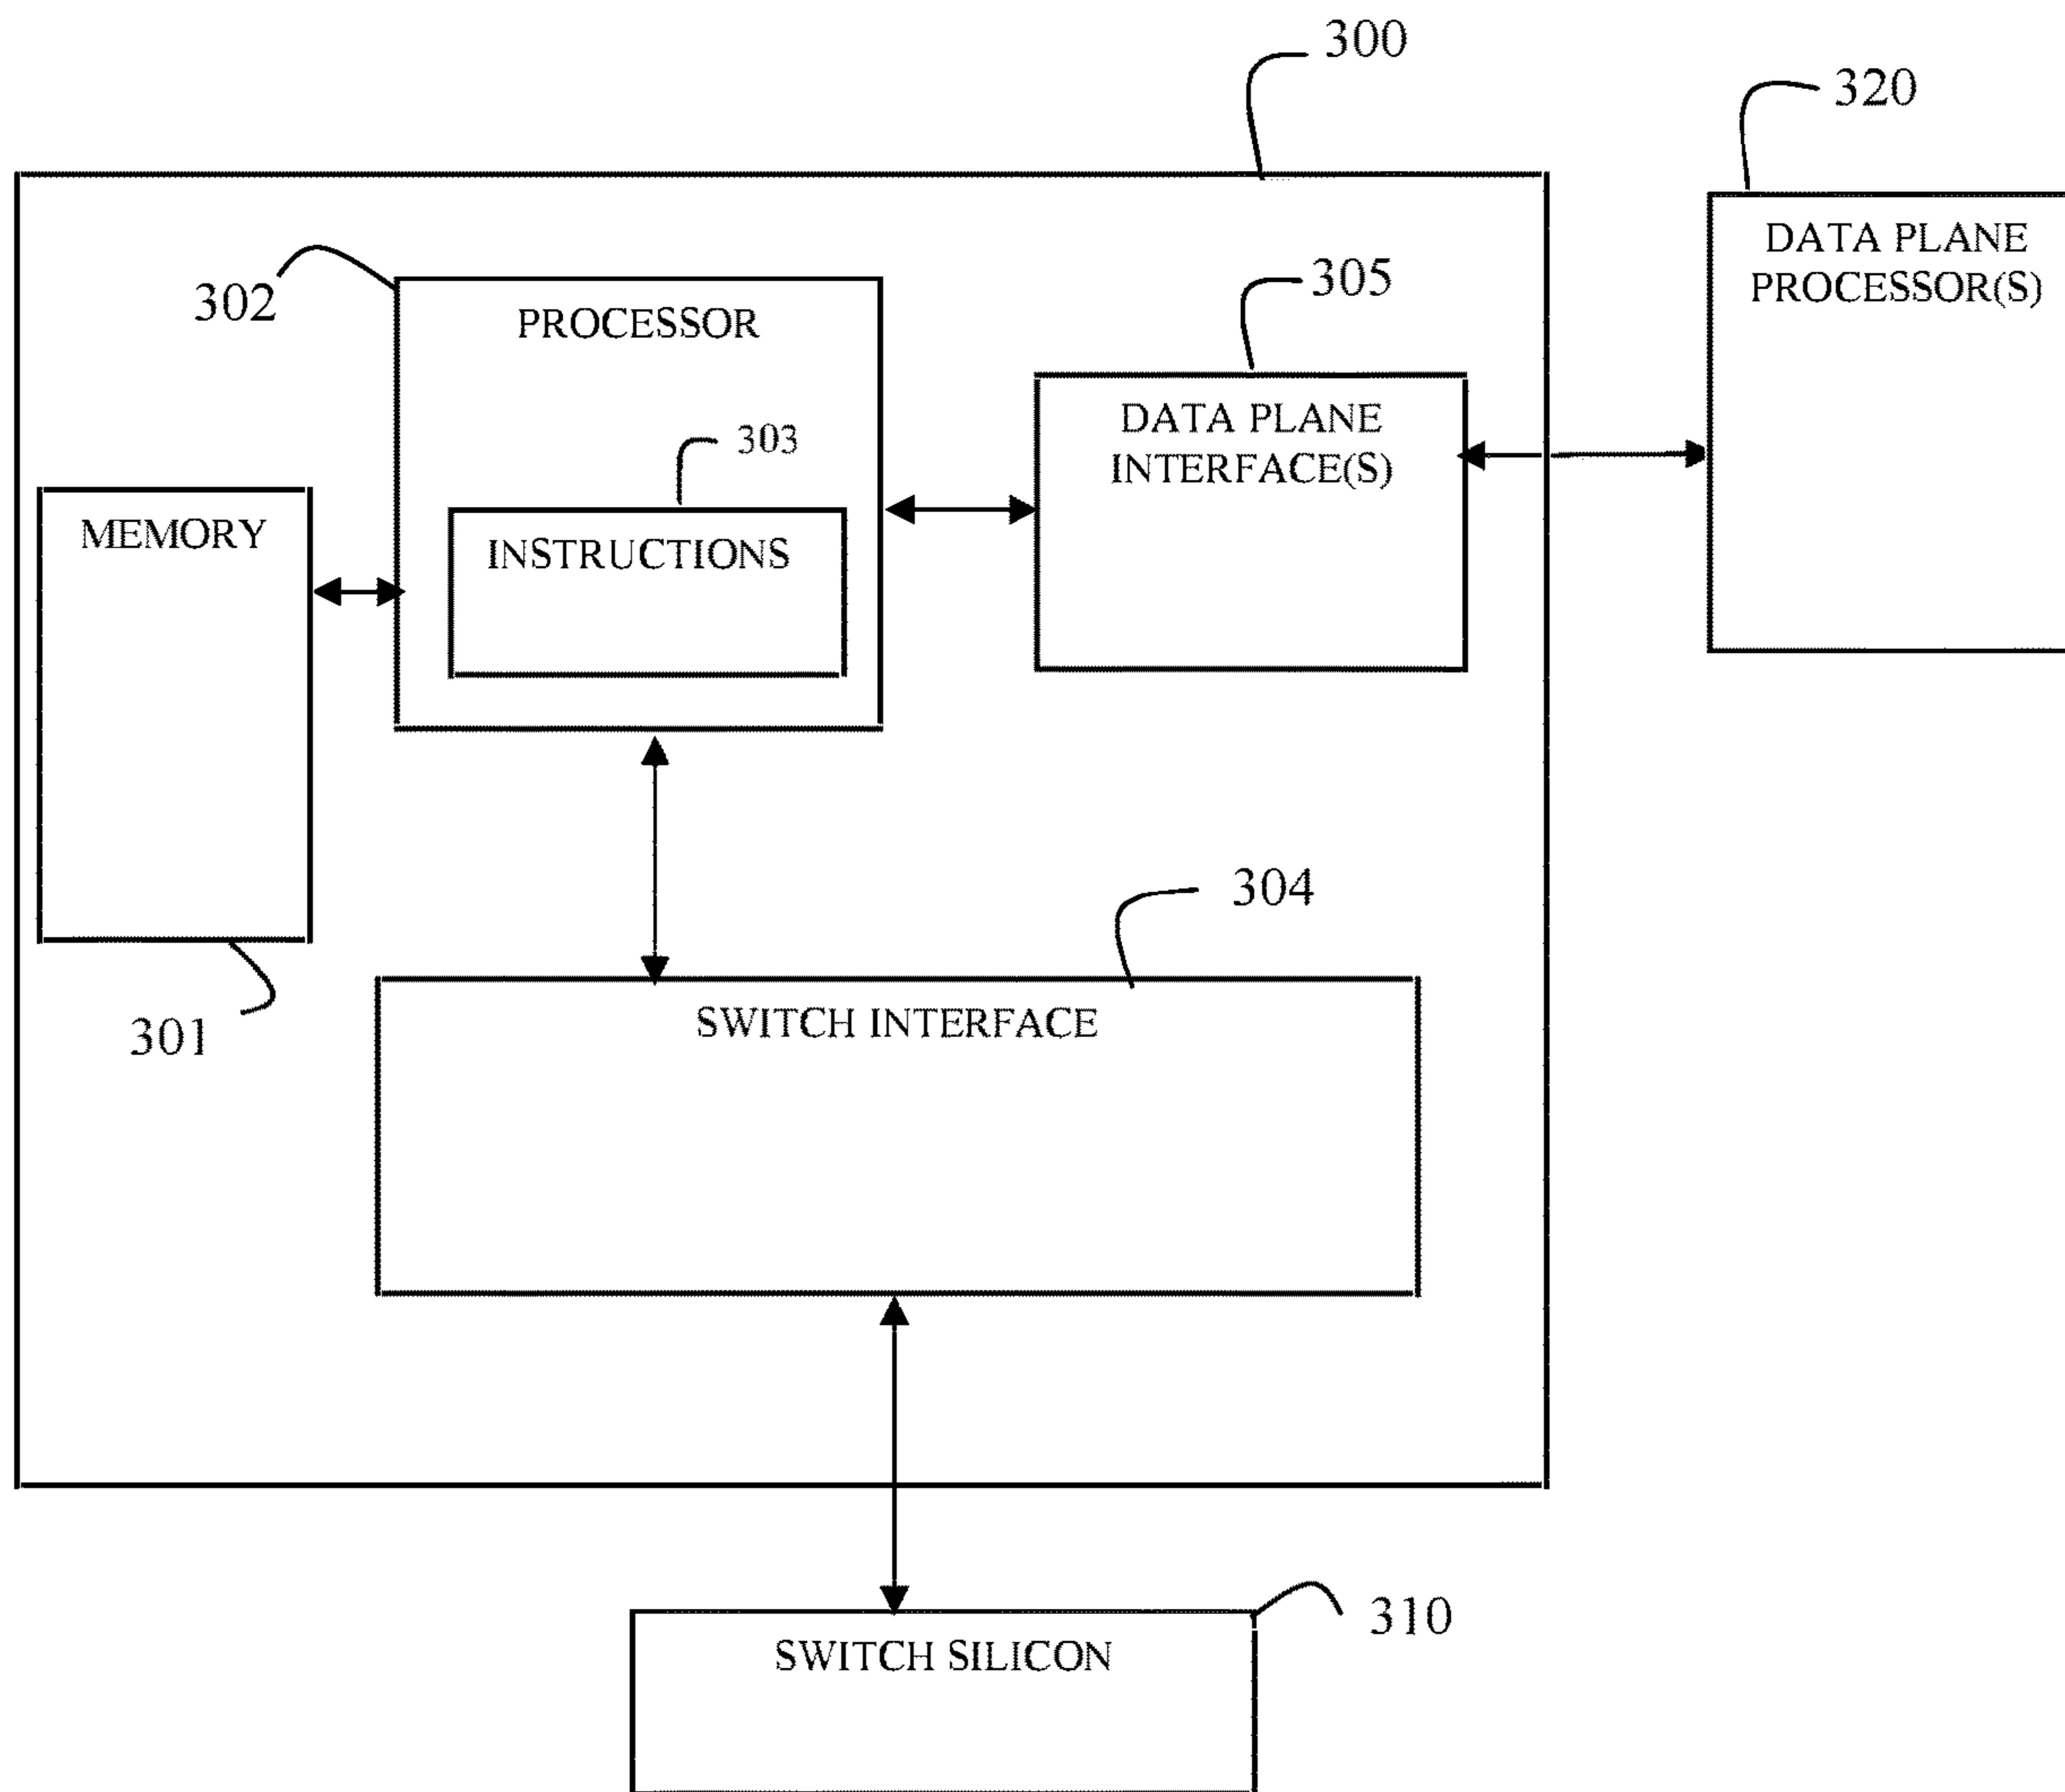 300
320
DATA PLANE
PROCESSOR(S)
302
PROCESSOR
305
DATA PLANE
INTERFACE(S)
303
INSTRUCTIONS
MEMORY
304
SWITCH INTERFACE
301
310
SWITCH SILICON